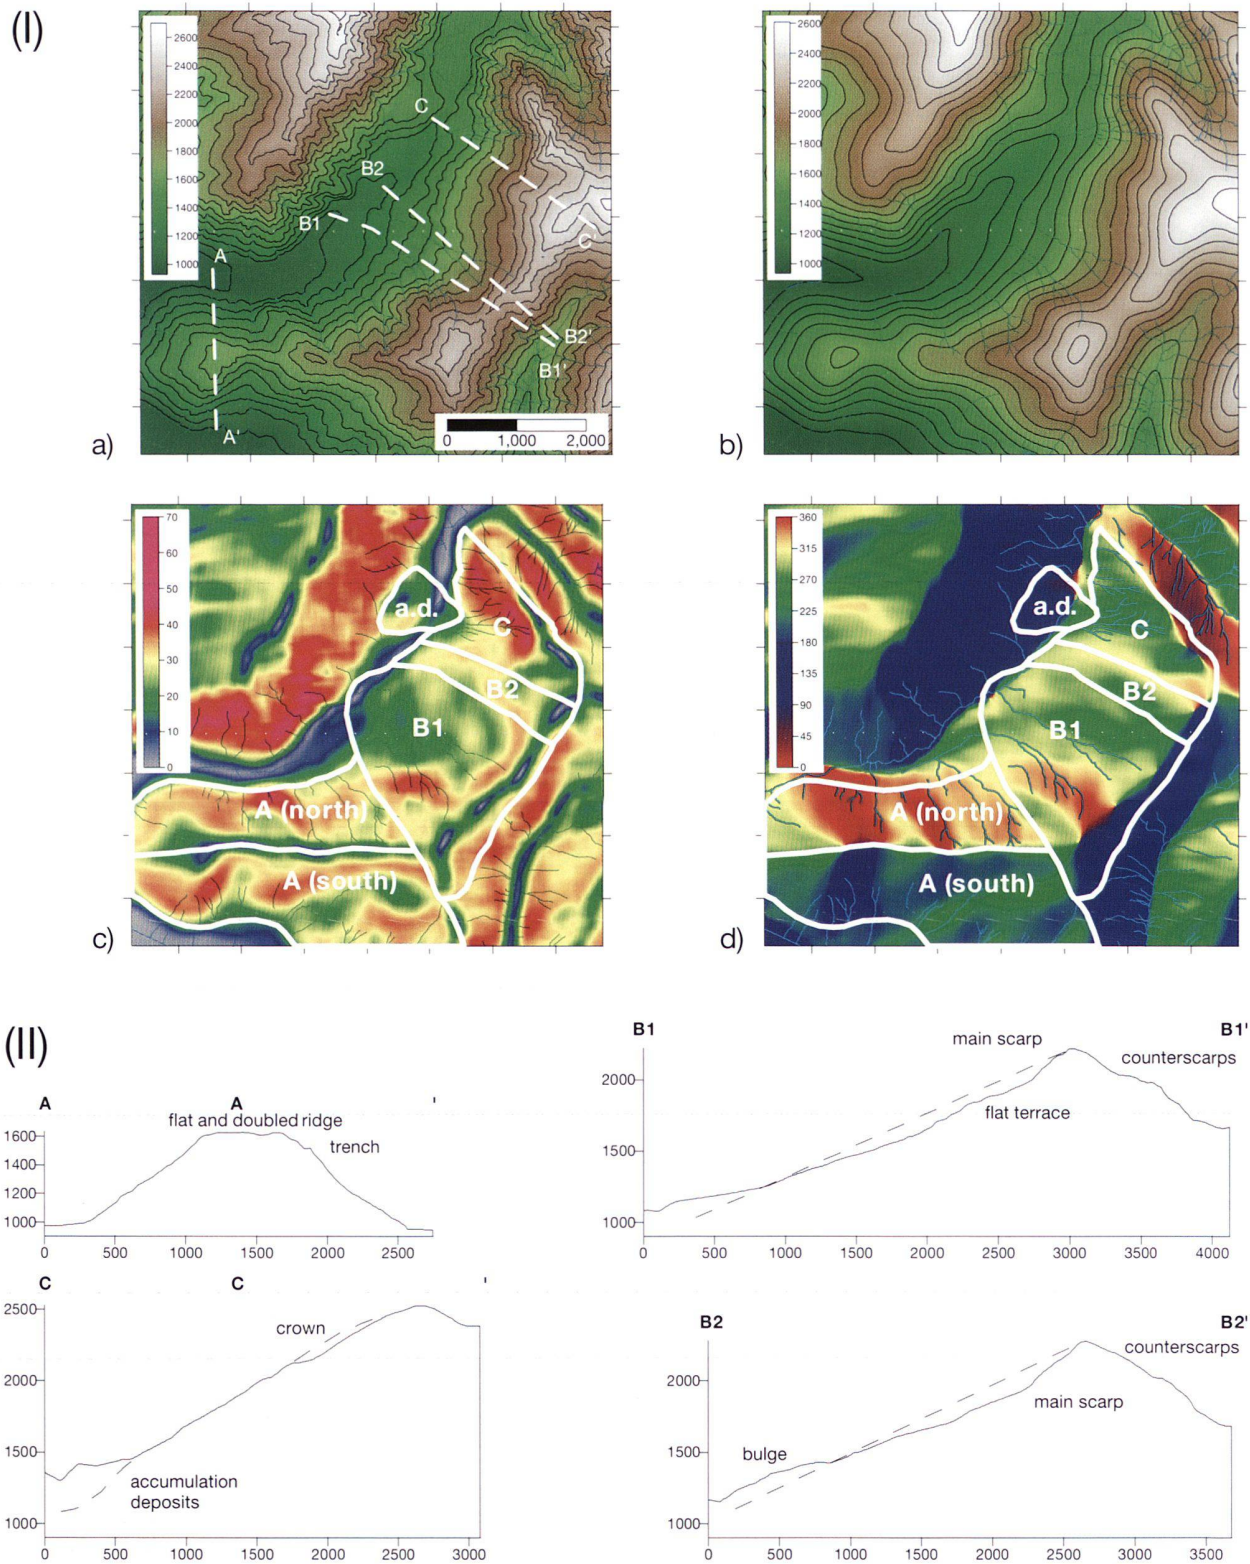 (I)
2600
2400
2200
2000
1800
1600
1400
1200
1000
C
B2
B1
A
C'
B2'
B1'
A'
0 1,000 2,000
a)
2600
2400
2200
2000
1800
1600
1400
1200
1000
b)
70
60
50
40
30
20
10
0
a.d.
C
B2
B1
A (north)
A (south)
c)
360
315
270
225
180
135
90
45
0
a.d.
C
B2
B1
A (north)
A (south)
d)
(II)
A A '
flat and doubled ridge
trench
1600
1400
1200
1000
0 500 1000 1500 2000 2500
B1 B1'
main scarp
counterscarps
flat terrace
2000
1500
1000
0 500 1000 1500 2000 2500 3000 3500 4000
C C '
crown
accumulation
deposits
2500
2000
1500
1000
0 500 1000 1500 2000 2500 3000
B2 B2'
counterscarps
main scarp
bulge
2000
1500
1000
0 500 1000 1500 2000 2500 3000 3500